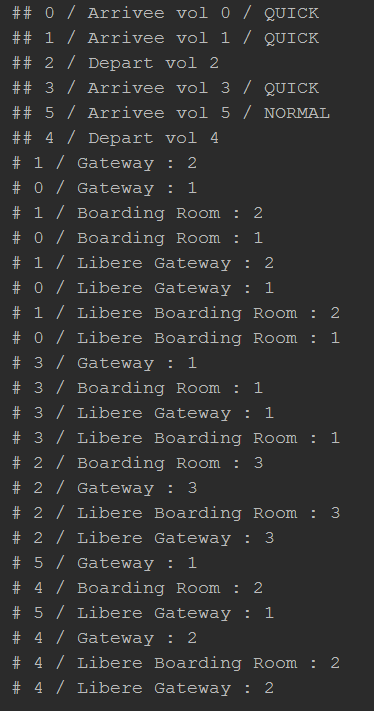 ## 0 / Arrivee vol 0 / QUICK
## 1 / Arrivee vol 1 / QUICK
## 2 / Depart vol 2
## 3 / Arrivee vol 3 / QUICK
## 5 / Arrivee vol 5 / NORMAL
## 4 / Depart vol 4
# 1 / Gateway : 2
# 0 / Gateway : 1
# 1 / Boarding Room : 2
# 0 / Boarding Room : 1
# 1 / Libere Gateway : 2
# 0 / Libere Gateway : 1
# 1 / Libere Boarding Room : 2
# 0 / Libere Boarding Room : 1
# 3 / Gateway : 1
# 3 / Boarding Room : 1
# 3 / Libere Gateway : 1
# 3 / Libere Boarding Room : 1
# 2 / Boarding Room : 3
# 2 / Gateway : 3
# 2 / Libere Boarding Room : 3
# 2 / Libere Gateway : 3
# 5 / Gateway : 1
# 4 / Boarding Room : 2
# 5 / Libere Gateway : 1
# 4 / Gateway : 2
# 4 / Libere Boarding Room : 2
# 4 / Libere Gateway : 2